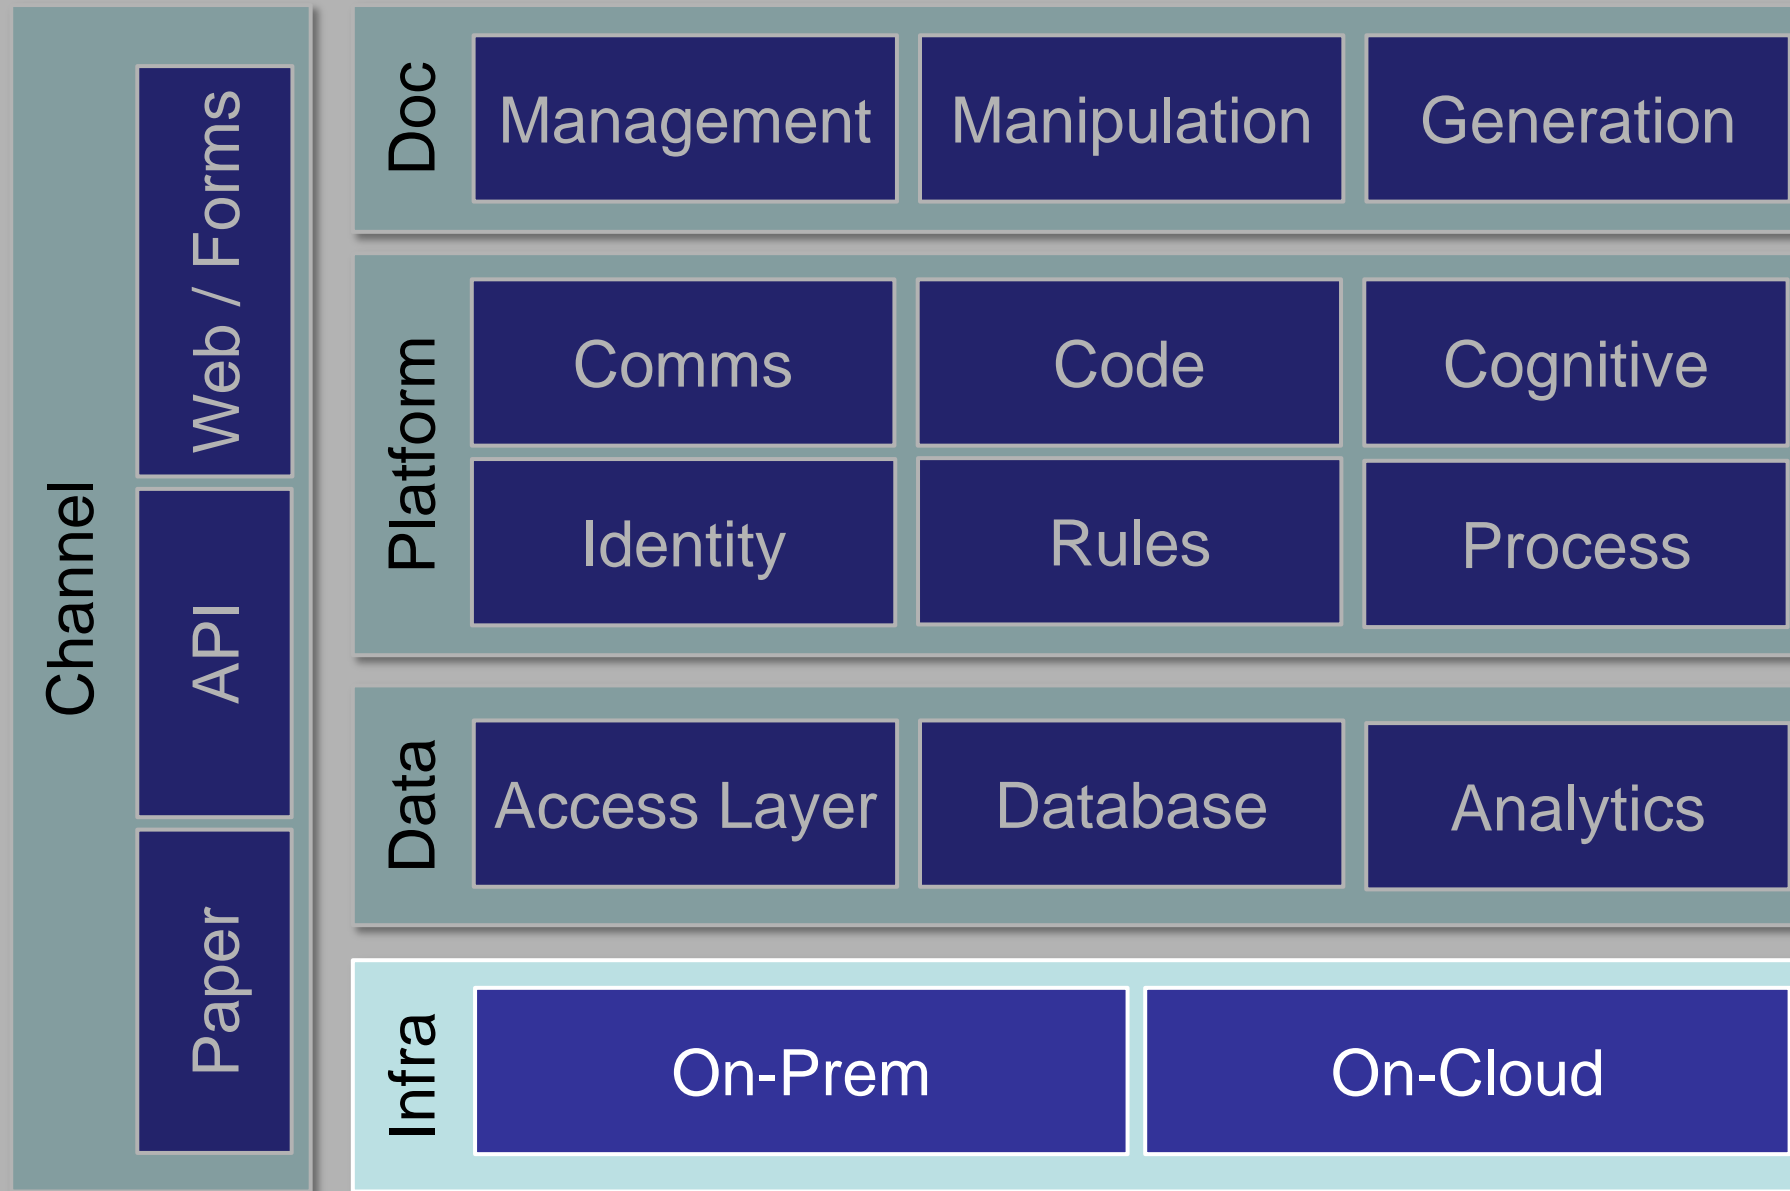 Channel
Web / Forms
API
Paper
Doc
Management
Manipulation
Generation
Platform
Comms
Code
Cognitive
Identity
Rules
Process
Data
Access Layer
Database
Analytics
Infra
On-Prem
On-Cloud